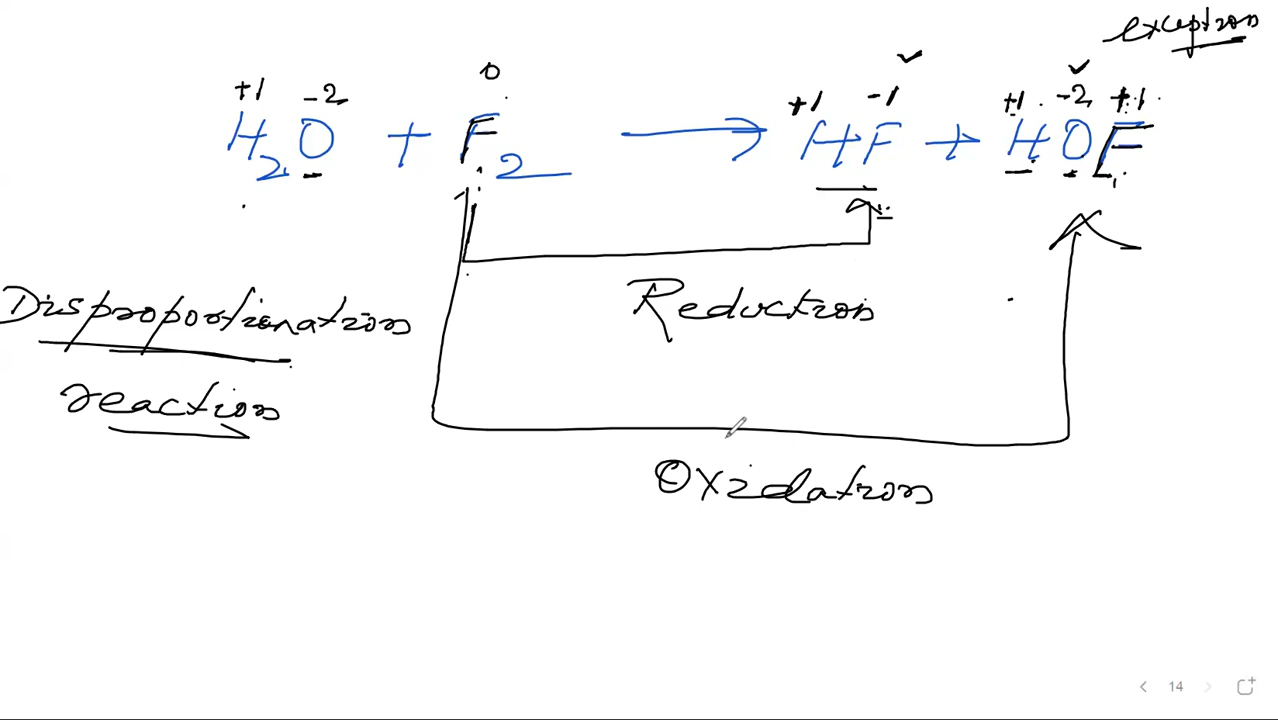 exception
+1 -2 0 +1 -1 +1 -2 +1
H2O + F2 → HF + HOF
Reduction
Disproportionation
reaction
Oxidation
14